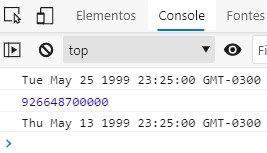 Elementos Console Fontes
top Fi
Tue May 25 1999 23:25:00 GMT-0300
926648700000
Thu May 13 1999 23:25:00 GMT-0300